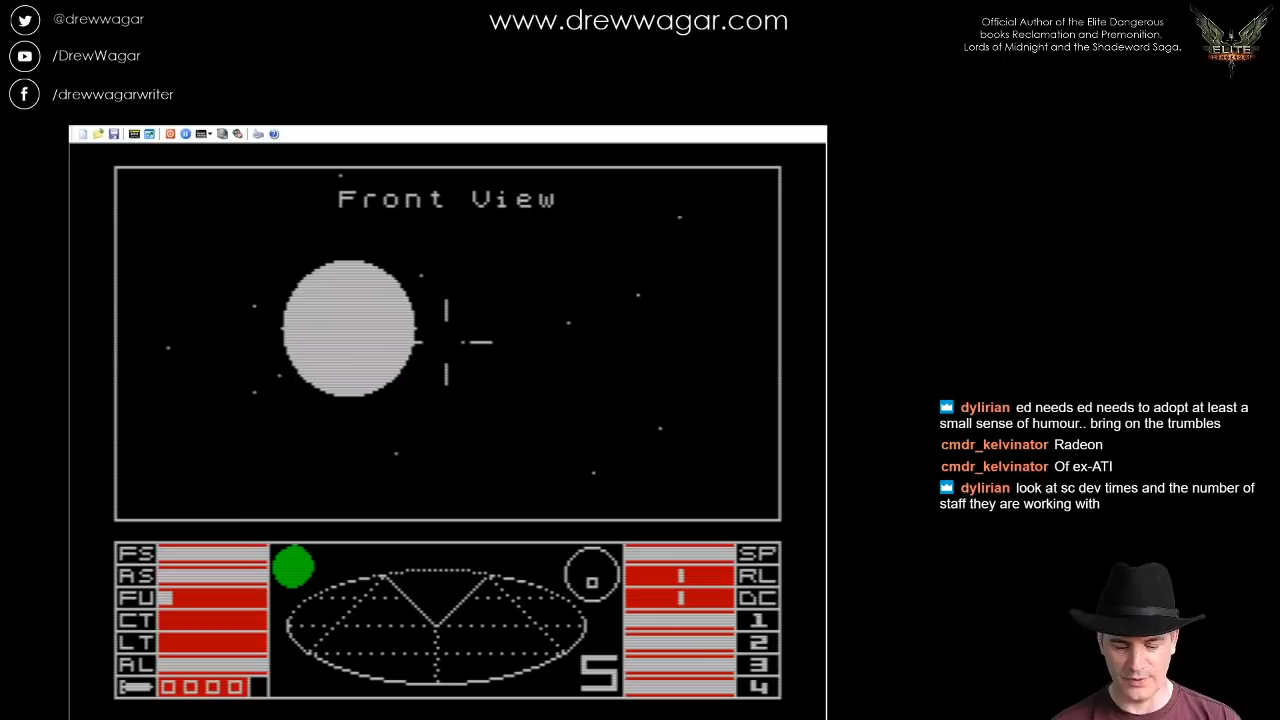 @drewwagar
/DrewWagar
/drewwagarwriter
www.drewwagar.com
Official Author of the Elite Dangerous
books Reclamation and Premonition,
Lords of Midnight and the Shadeward Saga.
ELITE
DANGEROUS
Front View
dylirian ed needs ed needs to adopt at least a
small sense of humour.. bring on the trumbles
cmdr_kelvinator Radeon
cmdr_kelvinator Of ex-ATI
dylirian look at sc dev times and the number of
staff they are working with
FS
AS
FU
CT
LT
AL
S
SP
RL
DC
1
2
3
4